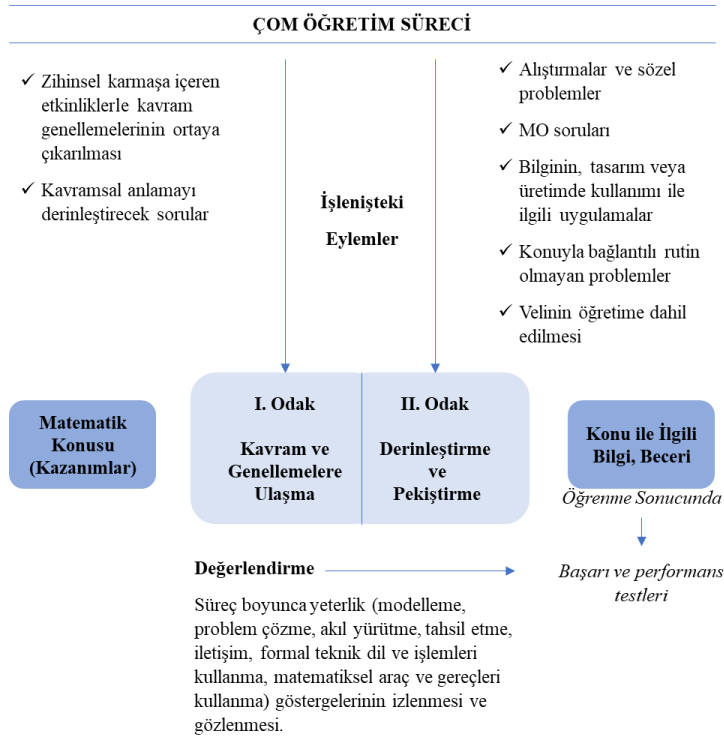 ÇOM ÖĞRETİM SÜRECİ
✓ Zihinsel karmaşa içeren
etkinliklerle kavram
genellemelerinin ortaya
çıkarılması
✓ Kavramsal anlamayı
derinleştirecek sorular
İşlenişteki
Eylemler
✓ Alıştırmalar ve sözel
problemler
✓ MO soruları
✓ Bilginin, tasarım veya
üretimde kullanımı ile
ilgili uygulamalar
✓ Konuyla bağlantılı rutin
olmayan problemler
✓ Velinin öğretime dahil
edilmesi
Matematik
Konusu
(Kazanımlar)
I. Odak
Kavram ve
Genellemelere
Ulaşma
II. Odak
Derinleştirme
ve
Pekiştirme
Konu ile İlgili
Bilgi, Beceri
Öğrenme Sonucunda
Başarı ve performans
testleri
Değerlendirme
Süreç boyunca yeterlik (modelleme,
problem çözme, akıl yürütme, tahsil etme,
iletişim, formal teknik dil ve işlemleri
kullanma, matematiksel araç ve gereçleri
kullanma) göstergelerinin izlenmesi ve
gözlenmesi.